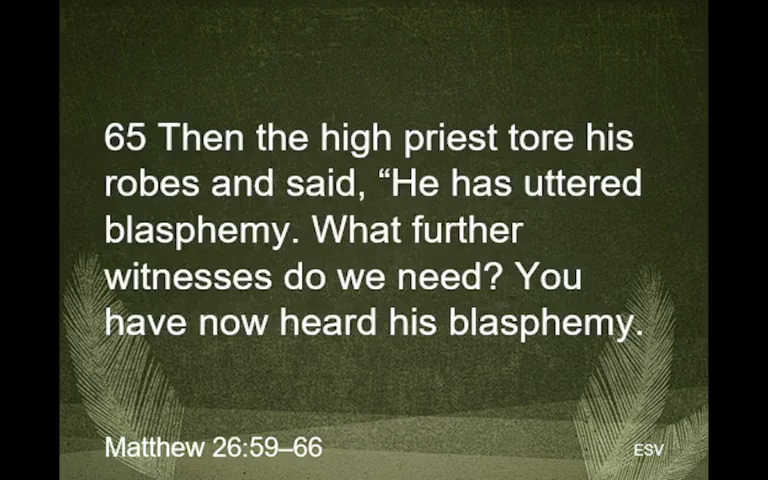 65 Then the high priest tore his
robes and said, “He has uttered
blasphemy. What further
witnesses do we need? You
have now heard his blasphemy.
Matthew 26:59–66
ESV